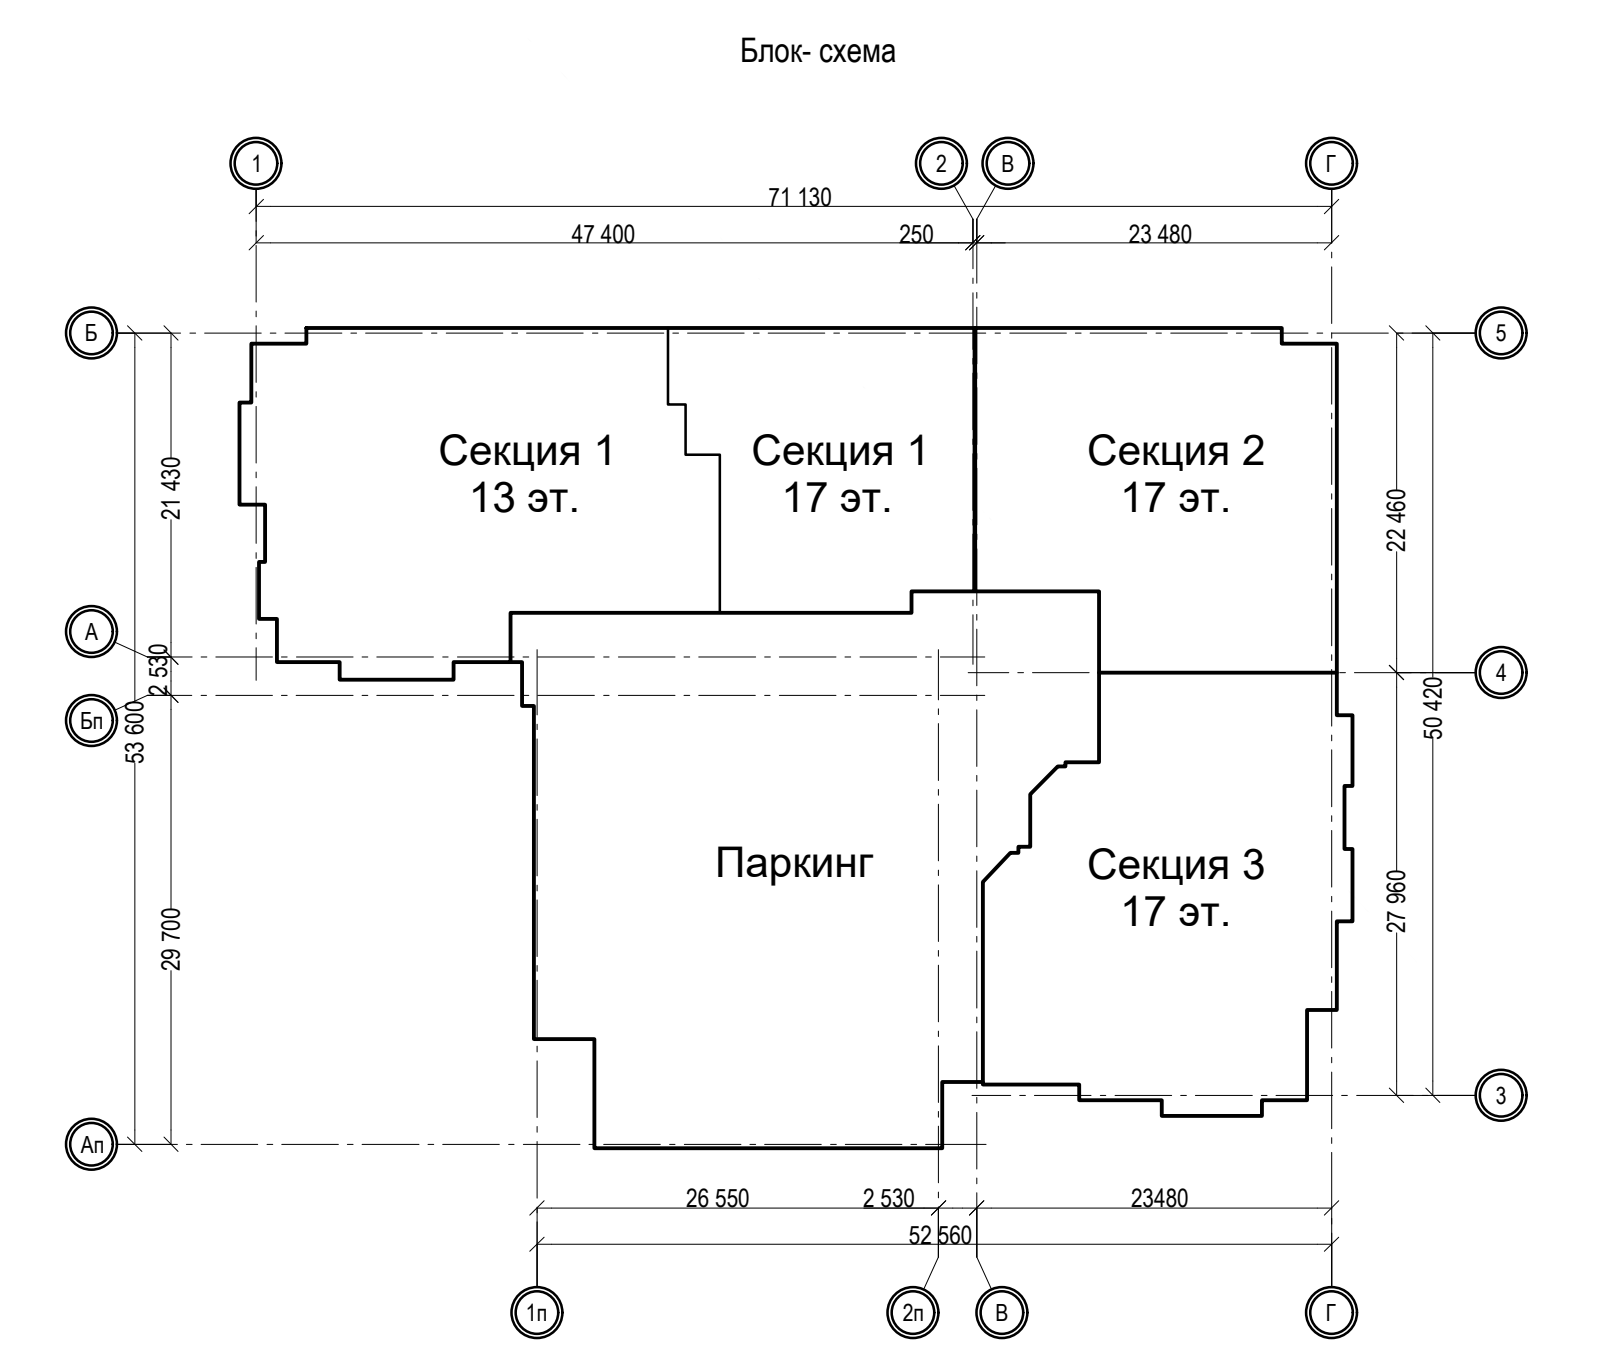 Блок- схема
1
2
В
Г
71 130
47 400
250
23 480
Б
5
Секция 1
13 эт.
Секция 1
17 эт.
Секция 2
17 эт.
21 430
22 460
А
2 530
4
Бп
53 600
50 420
Паркинг
Секция 3
17 эт.
29 700
27 960
3
Ап
26 550
2 530
23480
52 560
1п
2п
В
Г